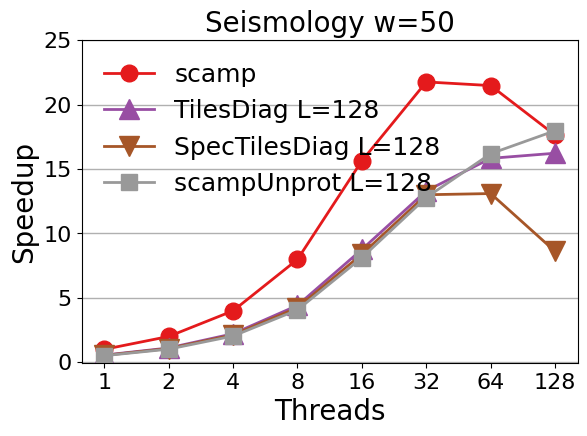 Seismology w=50
25
20
15
10
5
0
Speedup
scamp
TilesDiag L=128
SpecTilesDiag L=128
scampUnprot L=128
1 2 4 8 16 32 64 128
Threads